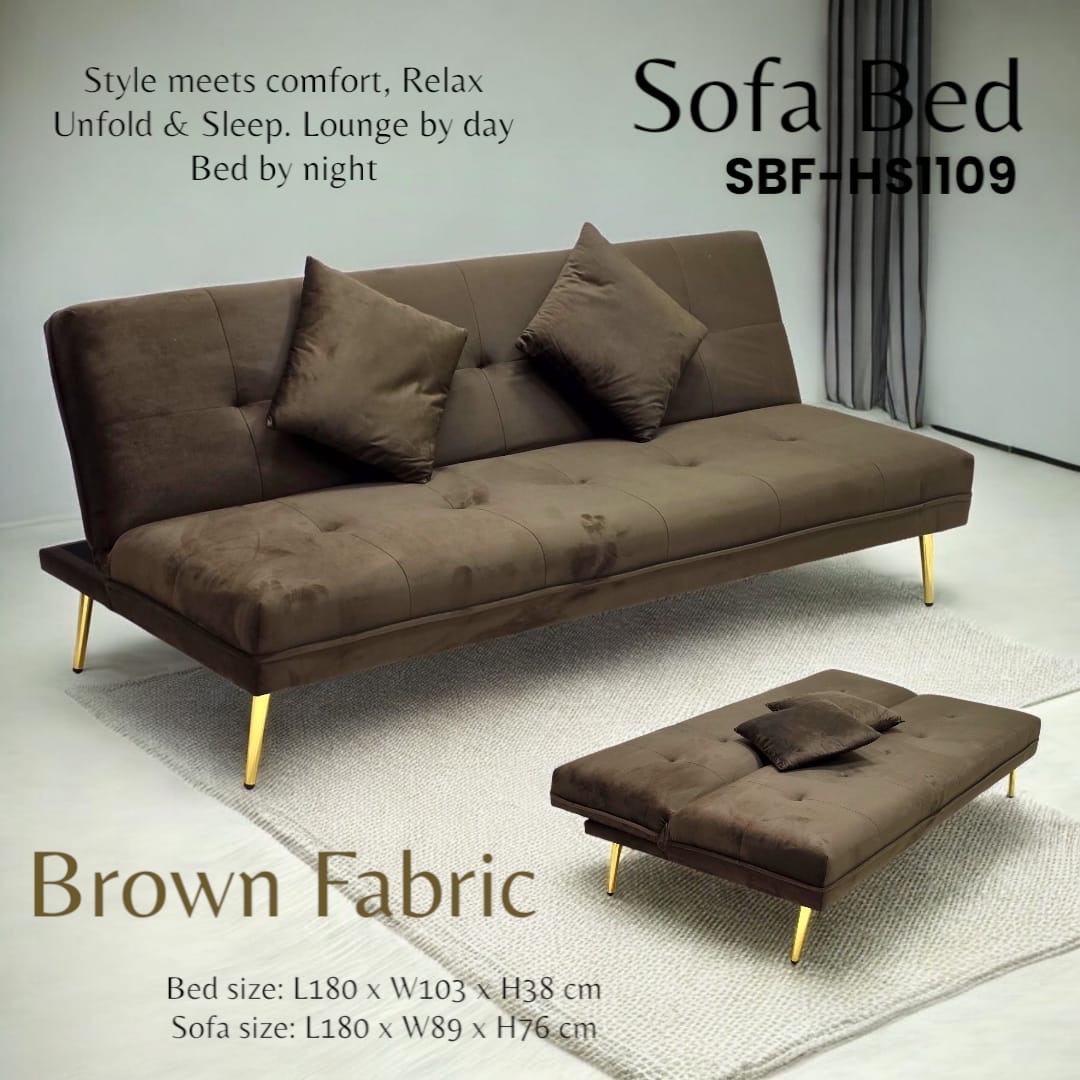 Style meets comfort, Relax
Unfold & Sleep. Lounge by day
Bed by night
Sofa Bed
SBF-HS1109
Brown Fabric
Bed size: L180 x W103 x H38 cm
Sofa size: L180 x W89 x H76 cm